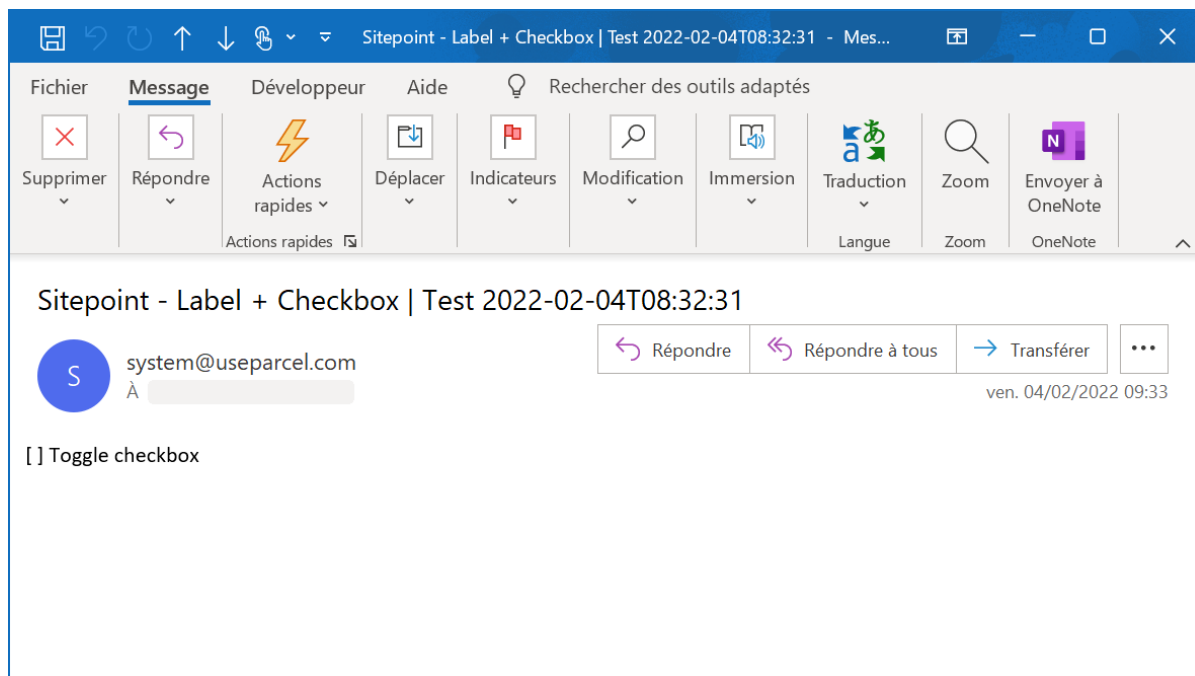 Sitepoint - Label + Checkbox | Test 2022-02-04T08:32:31 - Mes...
Fichier Message Développeur Aide Rechercher des outils adaptés
Supprimer Répondre Actions rapides Déplacer Indicateurs Modification Immersion Traduction Zoom Envoyer à OneNote
Actions rapides Langue Zoom OneNote
Sitepoint - Label + Checkbox | Test 2022-02-04T08:32:31
S
system@useparcel.com
À
Répondre Répondre à tous Transférer
ven. 04/02/2022 09:33
[ ] Toggle checkbox